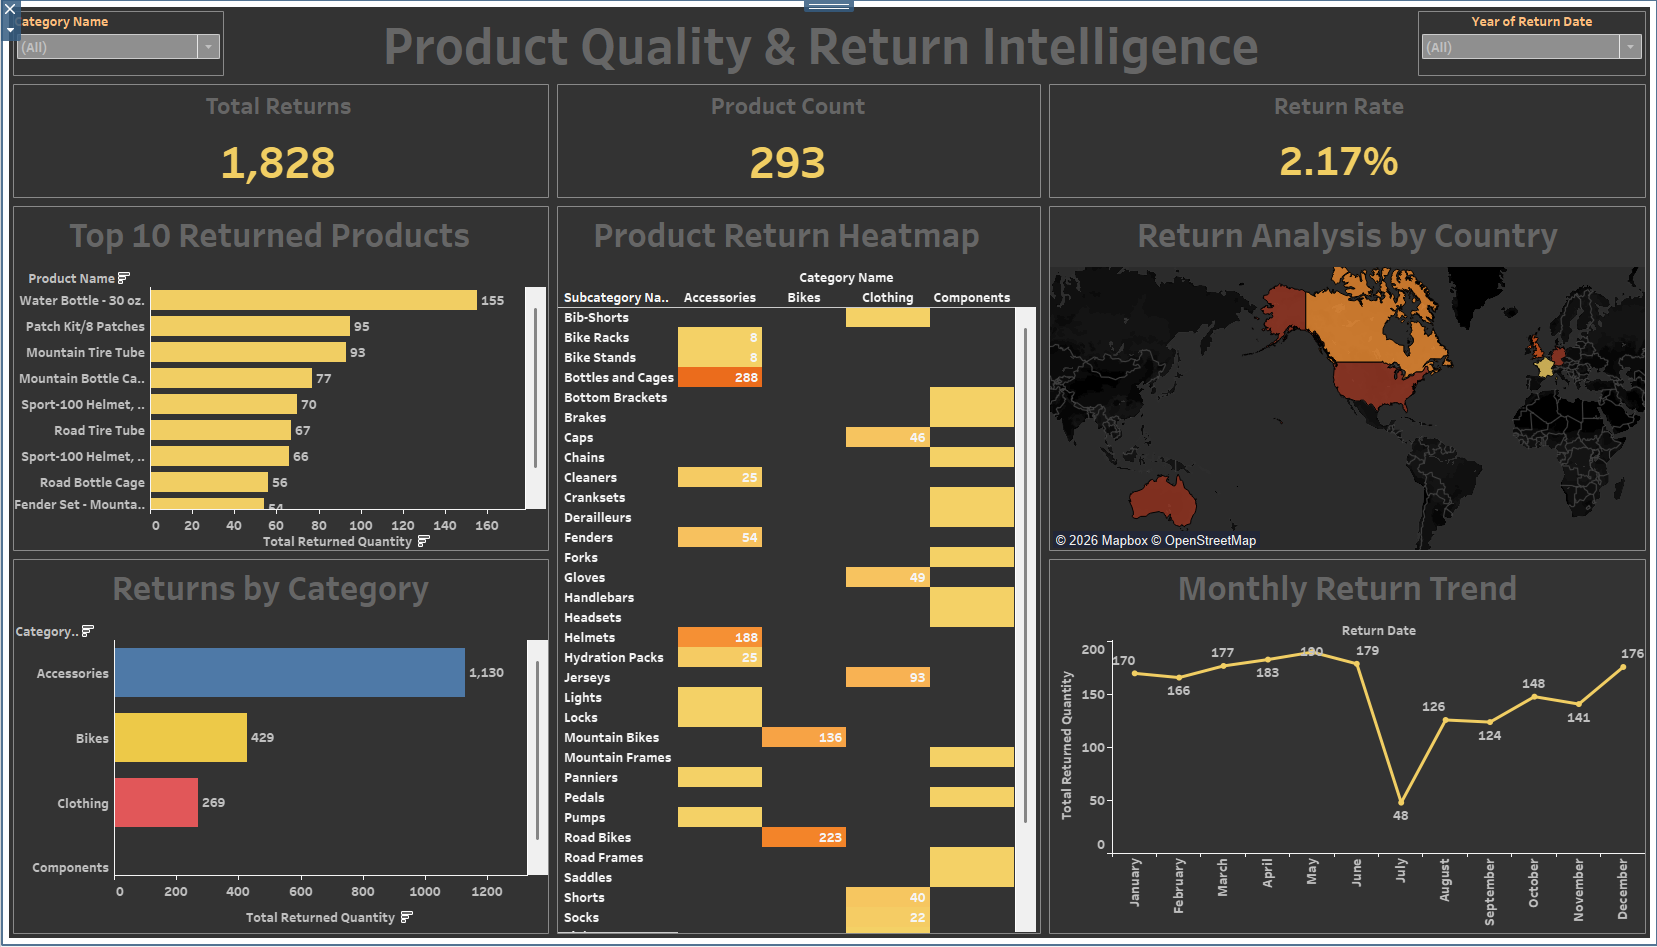 Category Name
(All)
Product Quality & Return Intelligence
Year of Return Date
(All)
Total Returns
1,828
Product Count
293
Return Rate
2.17%
Top 10 Returned Products
Product Name
Water Bottle - 30 oz. 155
Patch Kit/8 Patches 95
Mountain Tire Tube 93
Mountain Bottle Ca.. 77
Sport-100 Helmet, .. 70
Road Tire Tube 67
Sport-100 Helmet, .. 66
Road Bottle Cage 56
Fender Set - Mounta.. 54
0 20 40 60 80 100 120 140 160
Total Returned Quantity
Product Return Heatmap
Category Name
Subcategory Na.. Accessories Bikes Clothing Components
Bib-Shorts
Bike Racks 8
Bike Stands 8
Bottles and Cages 288
Bottom Brackets
Brakes
Caps 46
Chains
Cleaners 25
Cranksets
Derailleurs
Fenders 54
Forks
Gloves 49
Handlebars
Headsets
Helmets 188
Hydration Packs 25
Jerseys 93
Lights
Locks
Mountain Bikes 136
Mountain Frames
Panniers
Pedals
Pumps
Road Bikes 223
Road Frames
Saddles
Shorts 40
Socks 22
Return Analysis by Country
© 2026 Mapbox © OpenStreetMap
Returns by Category
Category..
Accessories 1,130
Bikes 429
Clothing 269
Components
0 200 400 600 800 1000 1200
Total Returned Quantity
Monthly Return Trend
Return Date
Total Returned Quantity
200
150
100
50
0
170
166
177
183
190
179
48
126
124
148
141
176
January
February
March
April
May
June
July
August
September
October
November
December